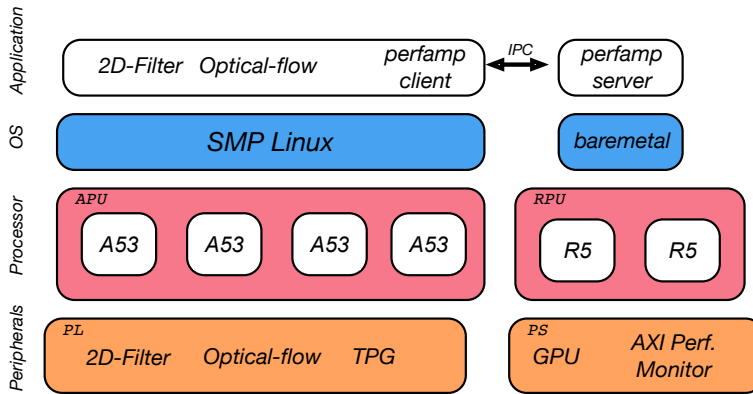 Application
2D-Filter Optical-flow
perfamp
client
IPC
perfamp
server
OS
SMP Linux
baremetal
Processor
APU
A53 A53 A53 A53
RPU
R5 R5
Peripherals
PL
2D-Filter Optical-flow TPG
PS
GPU
AXI Perf.
Monitor